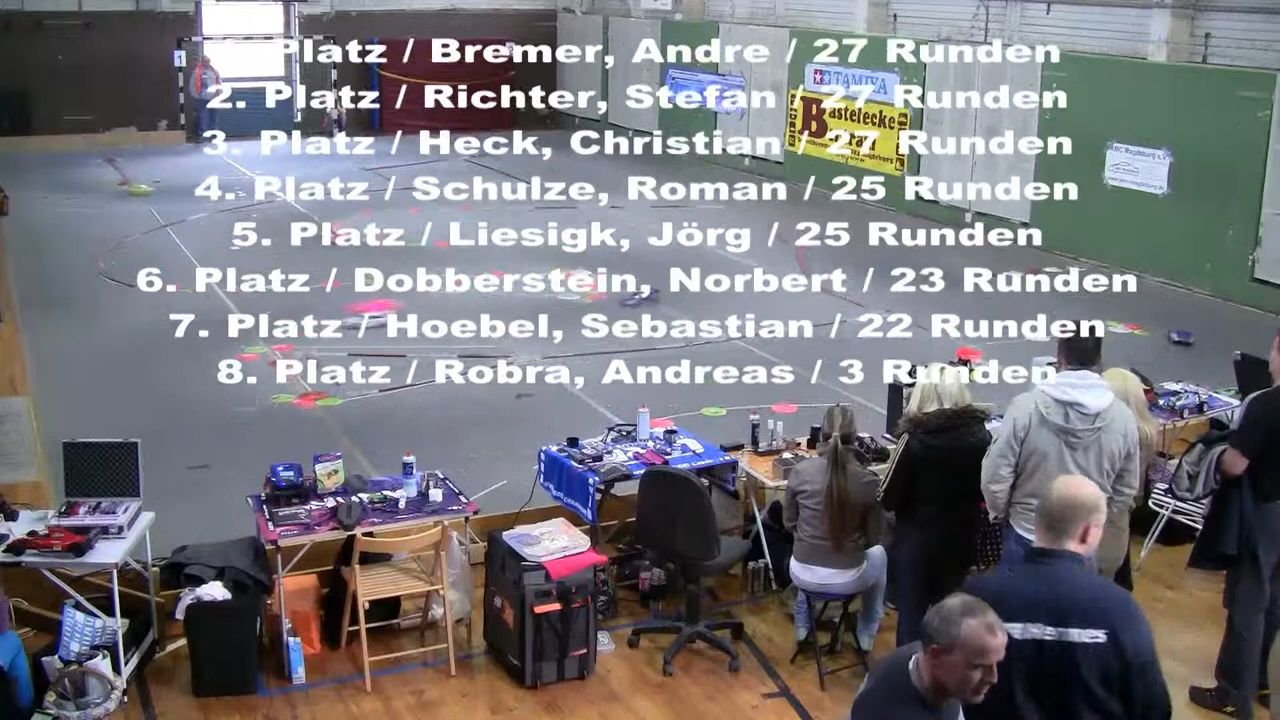 Platz / Bremer, Andre / 27 Runden
2. Platz / Richter, Stefan / 27 Runden
3. Platz / Heck, Christian / 27 Runden
4. Platz / Schulze, Roman / 25 Runden
5. Platz / Liesigk, Jörg / 25 Runden
6. Platz / Dobberstein, Norbert / 23 Runden
7. Platz / Hoebel, Sebastian / 22 Runden
8. Platz / Robra, Andreas / 3 Runden
1
TAMIYA
Bastelecke
Magdeburg e.V.